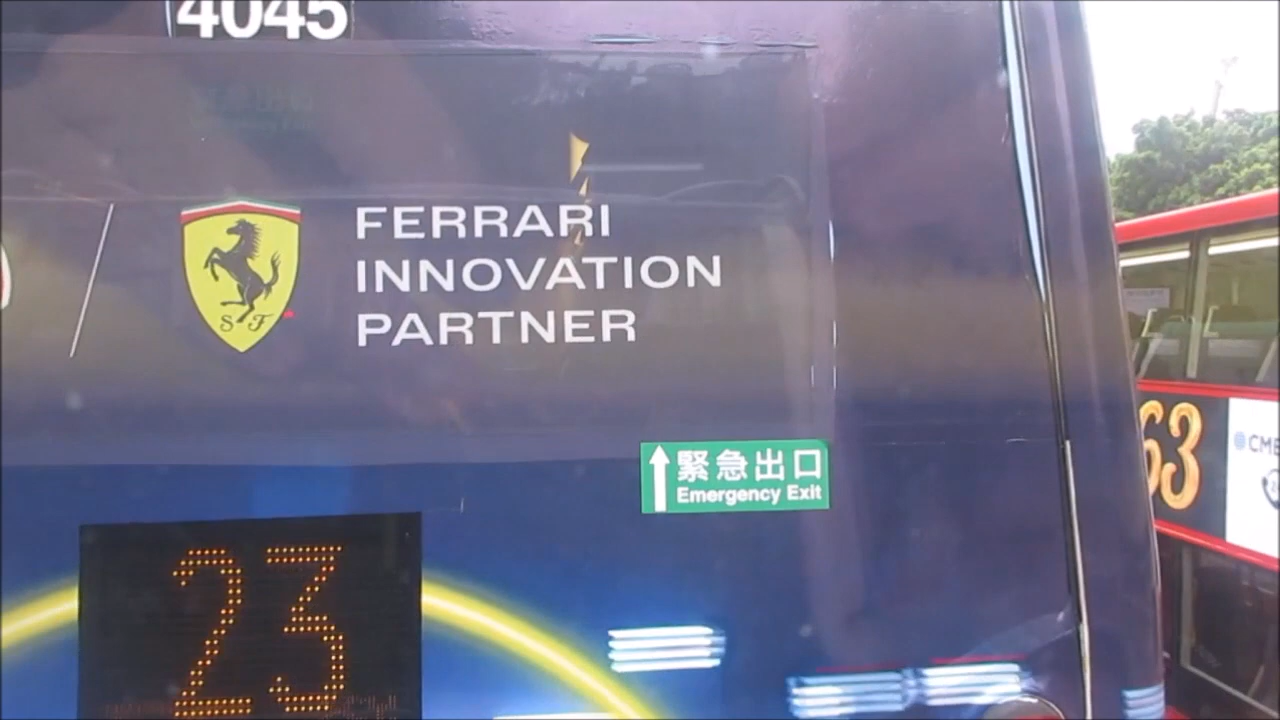 4045
FERRARI
INNOVATION
PARTNER
S F
緊急出口
Emergency Exit
23
63